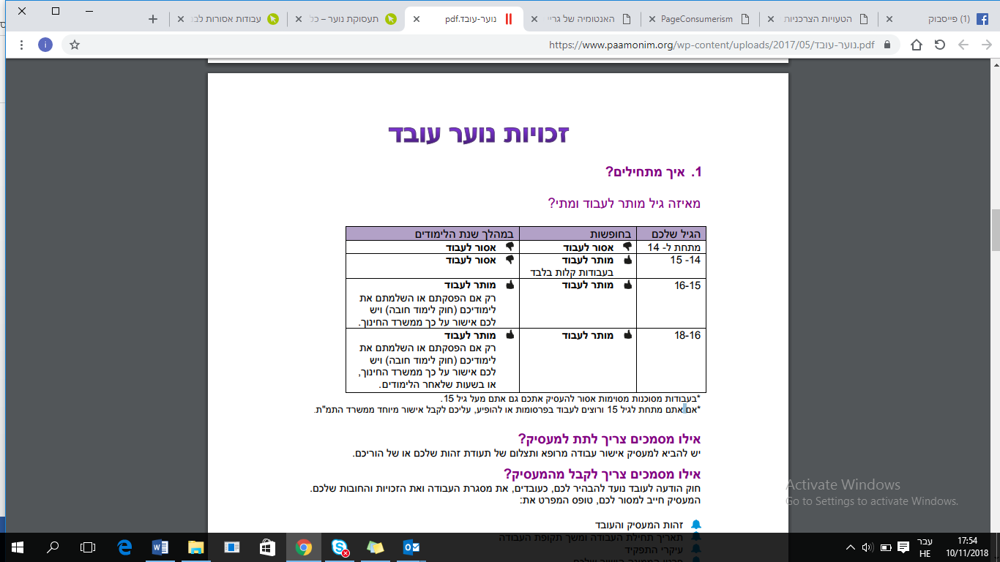 (1) פייסבוק
הטעויות הצרכניות
PageConsumerism
האנטומיה של גריי
נוער-עובד.pdf
תעסוקת נוער – כל
עבודות אסורות לבנ
https://www.paamonim.org/wp-content/uploads/2017/05/נוער-עובד.pdf
i
זכויות נוער עובד
1. איך מתחילים?
מאיזה גיל מותר לעבוד ומתי?
הגיל שלכם בחופשות במהלך שנת הלימודים
מתחת ל- 14 אסור לעבוד אסור לעבוד
14- 15 מותר לעבוד אסור לעבוד
בעבודות קלות בלבד
16-15 מותר לעבוד מותר לעבוד
רק אם הפסקתם או השלמתם את
לימודיכם (חוק לימוד חובה) ויש
לכם אישור על כך ממשרד החינוך.
18-16 מותר לעבוד מותר לעבוד
רק אם הפסקתם או השלמתם את
לימודיכם (חוק לימוד חובה) ויש
לכם אישור על כך ממשרד החינוך,
או בשעות שלאחר הלימודים.
*בעבודות מסוכנות מסוימות אסור להעסיק אתכם גם אתם מעל גיל 15.
*אם אתם מתחת לגיל 15 ורוצים לעבוד בפרסומות או להופיע, עליכם לקבל אישור מיוחד ממשרד התמ"ת.
אילו מסמכים צריך לתת למעסיק?
יש להביא למעסיק אישור עבודה מרופא ותצלום של תעודת זהות שלכם או של הוריכם.
אילו מסמכים צריך לקבל מהמעסיק?
חוק הודעה לעובד נועד להבהיר לכם, כעובדים, את מסגרת העבודה ואת הזכויות והחובות שלכם.
המעסיק חייב למסור לכם, טופס המפרט את:
זהות המעסיק והעובד
תאריך תחילת העבודה ומשך תקופת העבודה
עיקרי התפקיד
Activate Windows
Go to Settings to activate Windows.
עבר
HE
17:54
10/11/2018